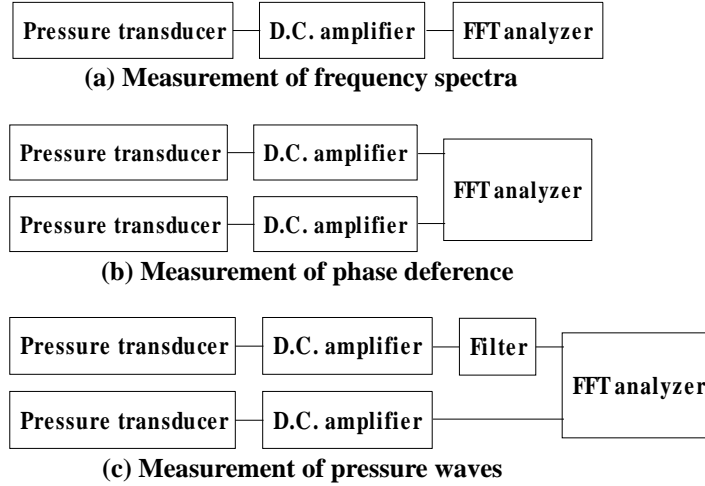 Pressure transducer D.C. amplifier FFT analyzer
(a) Measurement of frequency spectra
Pressure transducer D.C. amplifier
FFT analyzer
Pressure transducer D.C. amplifier
(b) Measurement of phase deference
Pressure transducer D.C. amplifier Filter
FFT analyzer
Pressure transducer D.C. amplifier
(c) Measurement of pressure waves